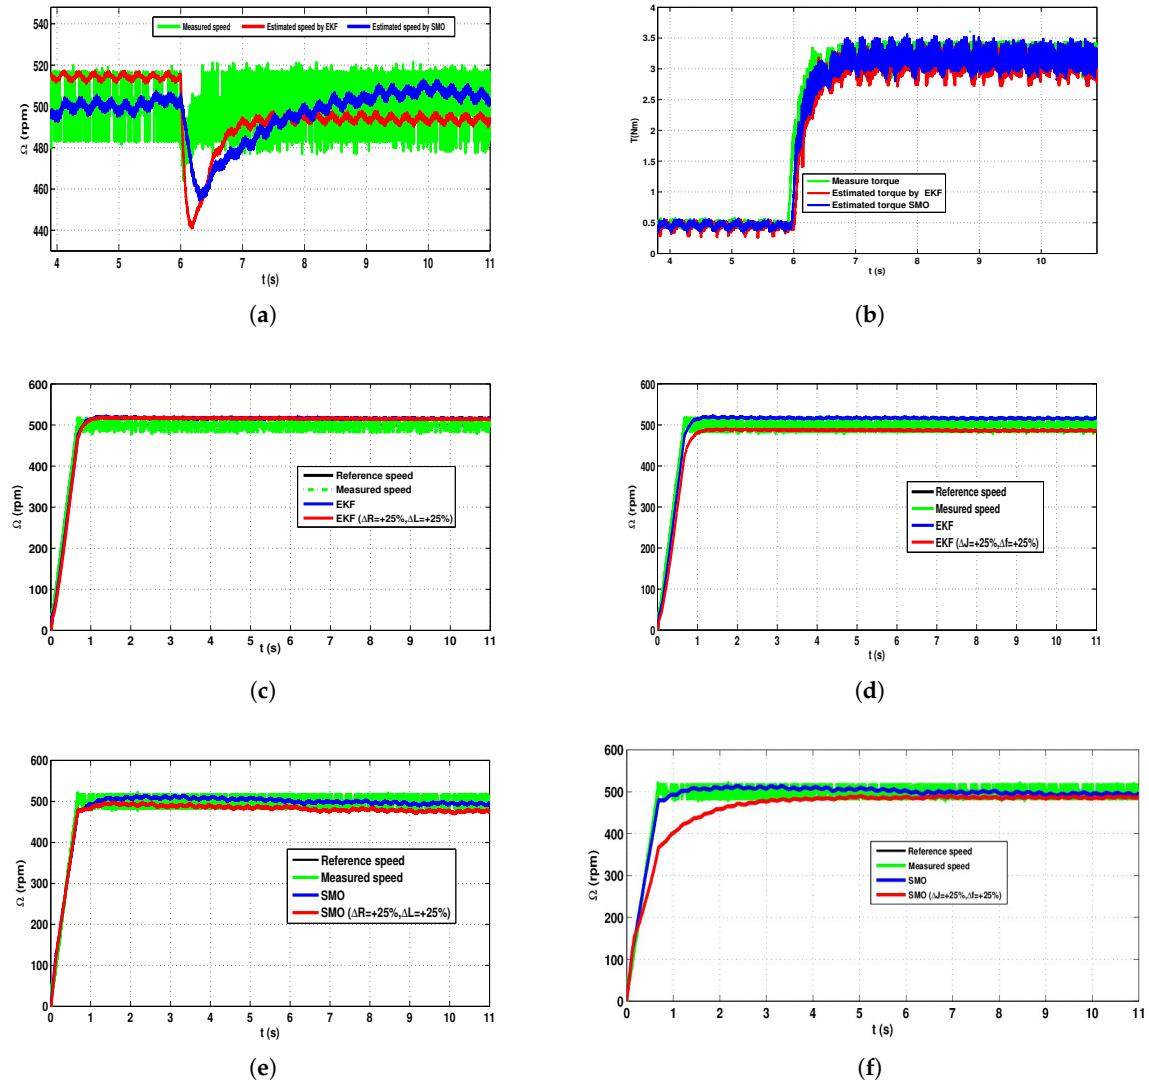 540
520
500
480
460
440
Ω (rpm)
Measured speed
Estimated speed by EKF
Estimated speed by SMO
4 5 6 7 8 9 10 11
t (s)
(a)
4
3.5
3
2.5
2
1.5
1
0.5
0
T(Nm)
Measure torque
Estimated torque by EKF
Estimated torque SMO
4 5 6 7 8 9 10
t (s)
(b)
600
500
400
300
200
100
0
Ω (rpm)
Reference speed
Measured speed
EKF
EKF (ΔR=+25%,ΔL=+25%)
0 1 2 3 4 5 6 7 8 9 10 11
t (s)
(c)
600
500
400
300
200
100
0
Ω (rpm)
Reference speed
Mesured speed
EKF
EKF (ΔJ=+25%,Δf=+25%)
0 1 2 3 4 5 6 7 8 9 10 11
t (s)
(d)
600
500
400
300
200
100
0
Ω (rpm)
Reference speed
Measured speed
SMO
SMO (ΔR=+25%,ΔL=+25%)
0 1 2 3 4 5 6 7 8 9 10 11
t (s)
(e)
600
500
400
300
200
100
0
Ω (rpm)
Reference speed
Measured speed
SMO
SMO (ΔJ=+25%,Δf=+25%)
0 1 2 3 4 5 6 7 8 9 10 11
t (s)
(f)